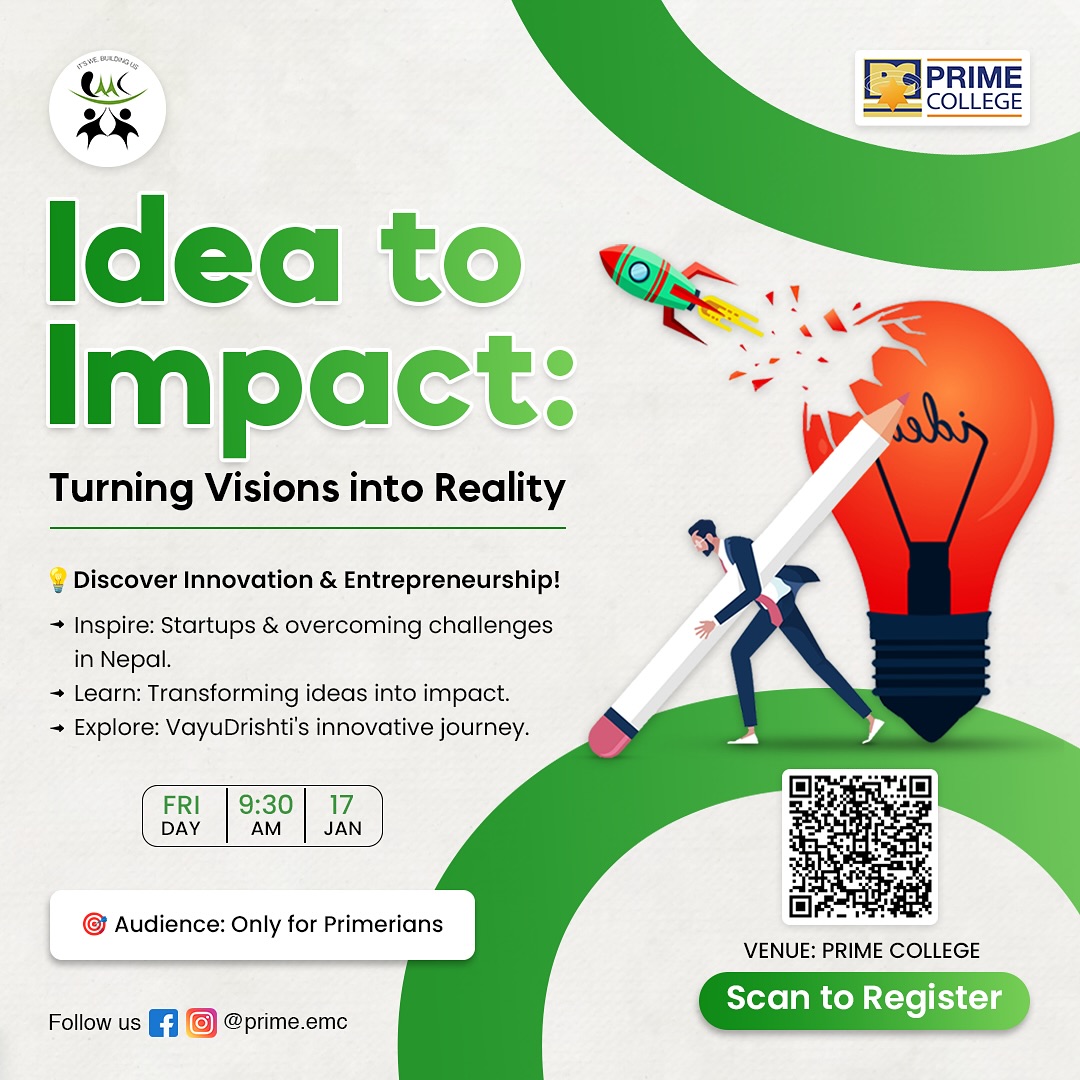 IT'S WE, BUILDING US
emc
PC PRIME
COLLEGE
Idea to
Impact:
Turning Visions into Reality
💡Discover Innovation & Entrepreneurship!
→ Inspire: Startups & overcoming challenges
in Nepal.
→ Learn: Transforming ideas into impact.
→ Explore: VayuDrishti's innovative journey.
idea
FRI 9:30 17
DAY AM JAN
🎯 Audience: Only for Primerians
VENUE: PRIME COLLEGE
Scan to Register
Follow us @prime.emc